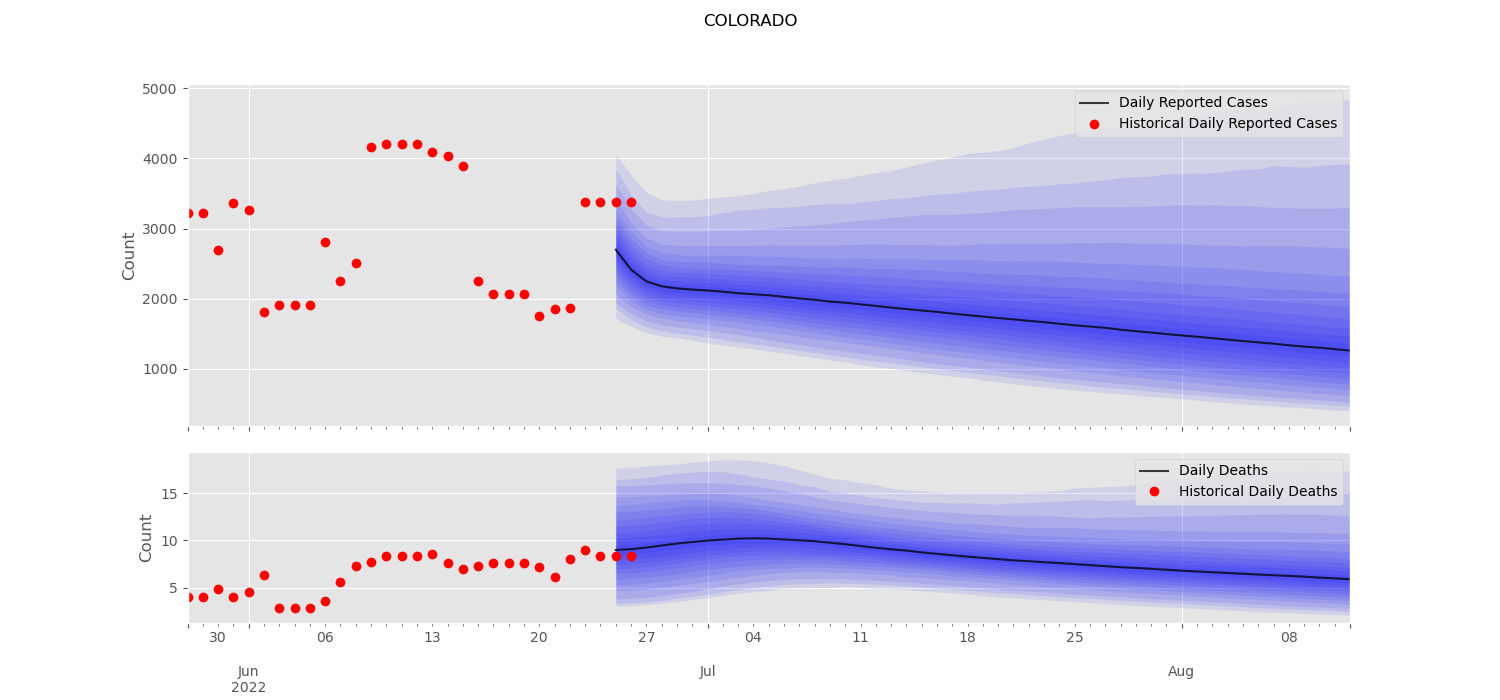 COLORADO
5000
4000
3000
2000
1000
Count
Daily Reported Cases
Historical Daily Reported Cases
15
10
5
Count
Daily Deaths
Historical Daily Deaths
30 06 13 20 27 04 11 18 25 08
Jun Jul Aug
2022